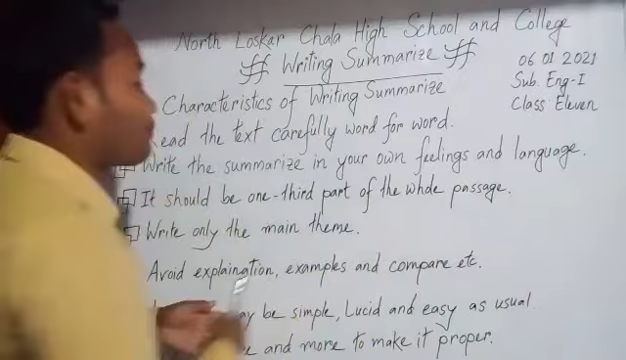 North Loskar Chala High School and College
Writing Summarize
06 01 2021
Sub. Eng-I
Class Eleven
Characteristics of Writing Summarize
ead the text carefully word for word.
Write the summarize in your own feelings and language.
It should be one-third part of the whole passage.
Write only the main theme.
Avoid explaination, examples and compare etc.
ay be simple, Lucid and easy as usual.
e and more to make it proper.